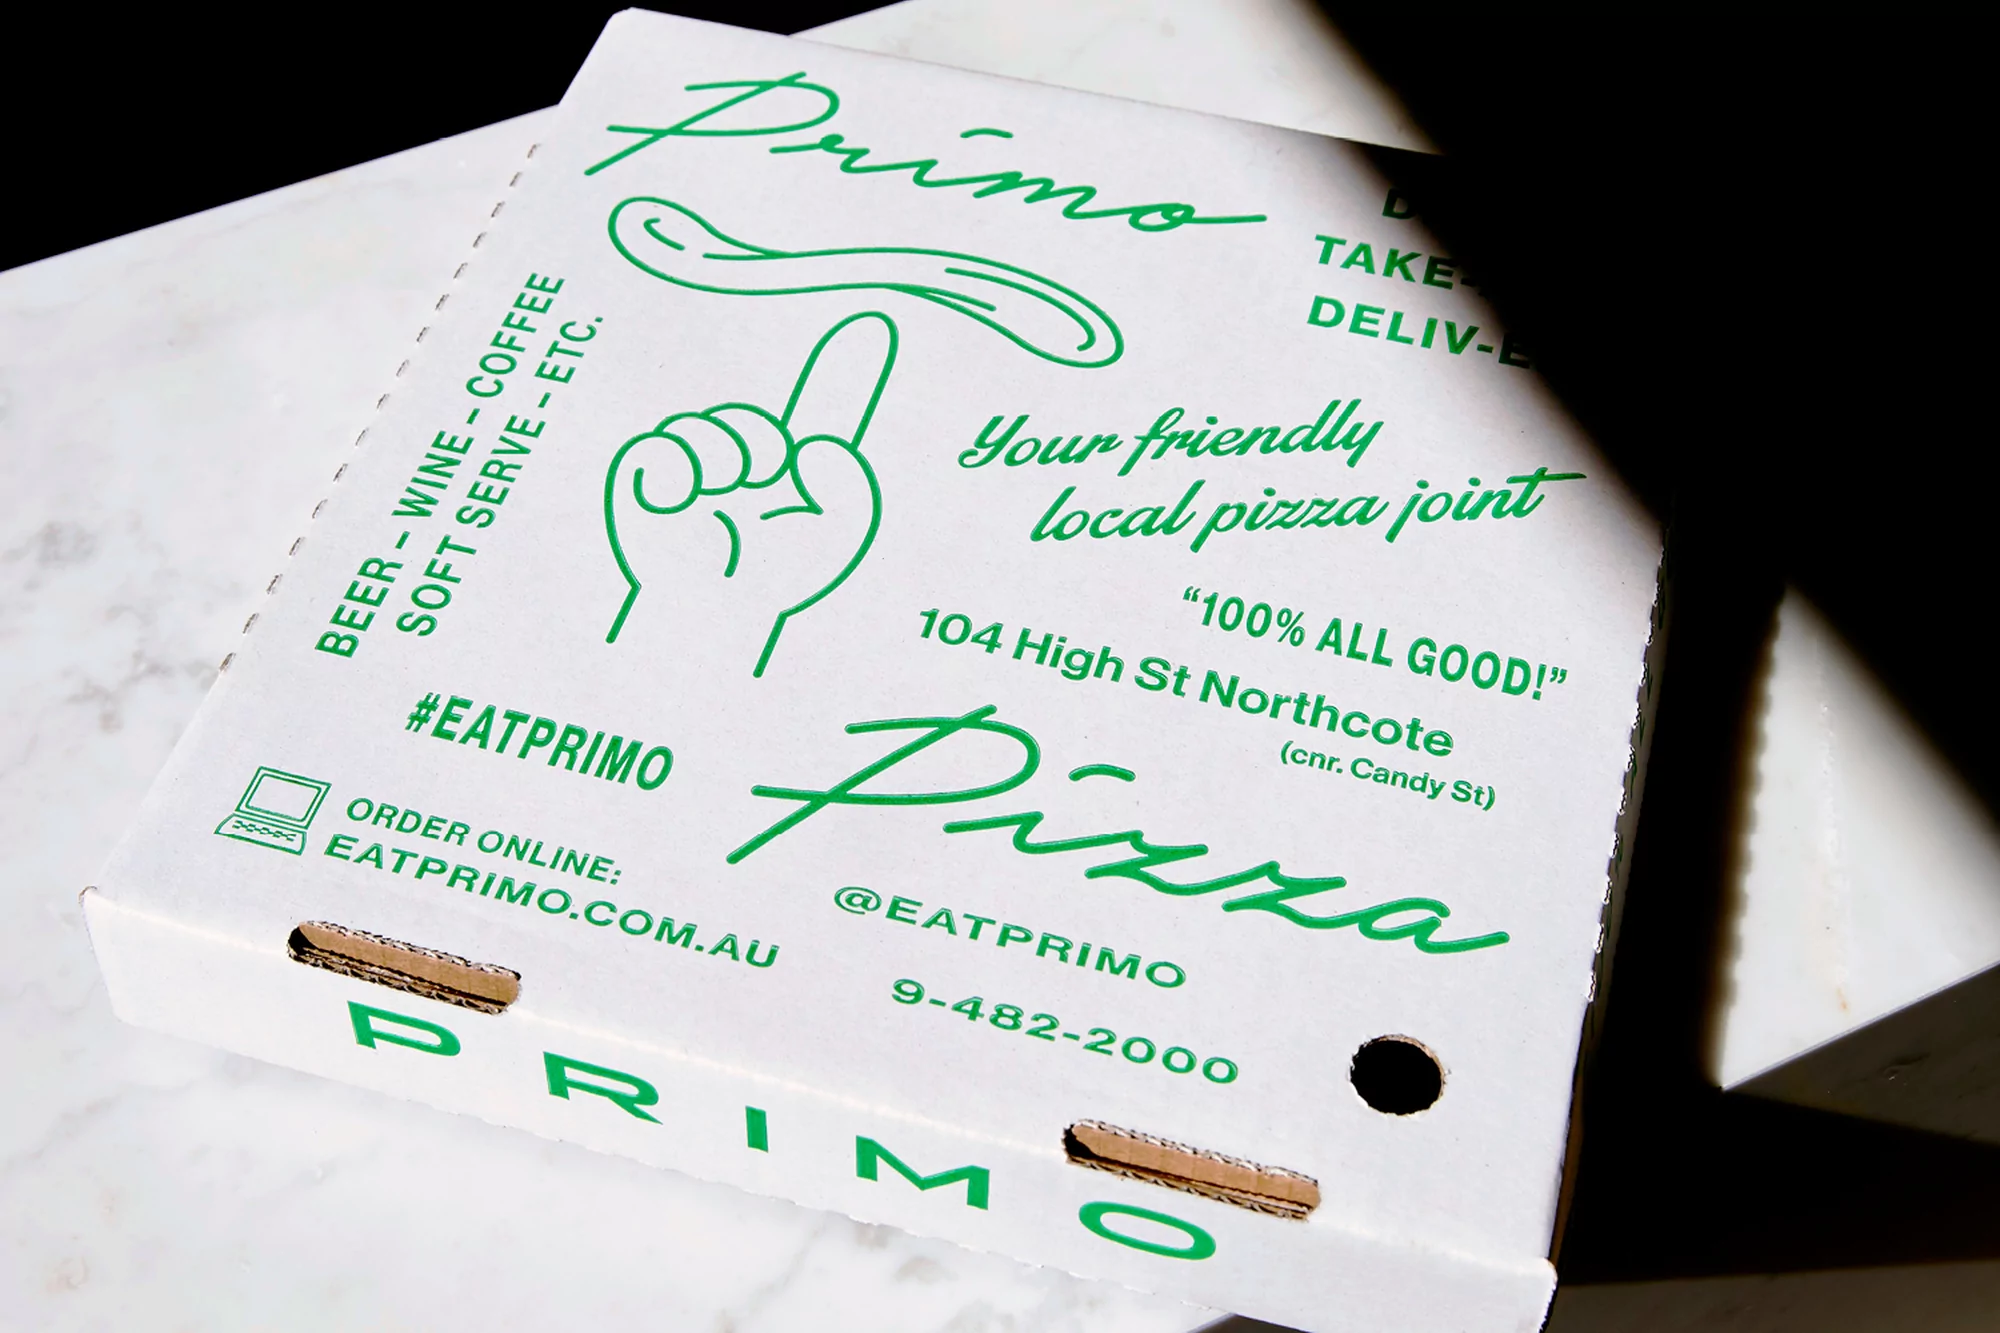 Primo
TAKE-
DELIV-E
BEER – WINE – COFFEE
SOFT SERVE – ETC.
Your friendly
local pizza joint
“100% ALL GOOD!”
104 High St Northcote
(cnr. Candy St)
#EATPRIMO
Pizza
ORDER ONLINE:
EATPRIMO.COM.AU
@EATPRIMO
9-482-2000
PRIMO